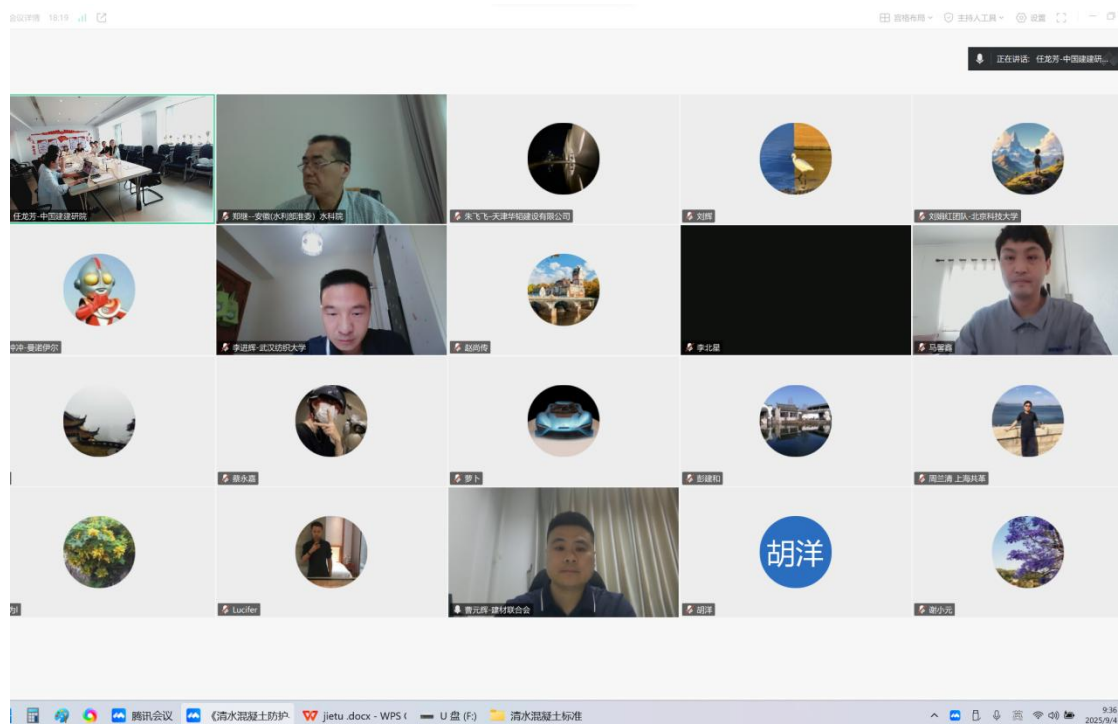 会议详情 18:19
宫格布局 主持人工具 设置
正在讲话: 任龙芳-中国建建研...
任龙芳-中国建建研院
郑继--安徽(水利部淮委) 水科院
朱飞飞-天津华韬建设有限公司
刘辉
刘娟红团队-北京科技大学
冲-曼诺伊尔
李进辉-武汉纺织大学
赵尚传
李北星
马馨鑫
蔡永嘉
萝卜
彭建和
周兰清 上海共革
Lucifer
曹元辉-建材联合会
胡洋
胡洋
谢小元
腾讯会议
《清水混凝土防护
jietu .docx - WPS (
U 盘 (F:)
清水混凝土标准
英
9:36
2025/9/4